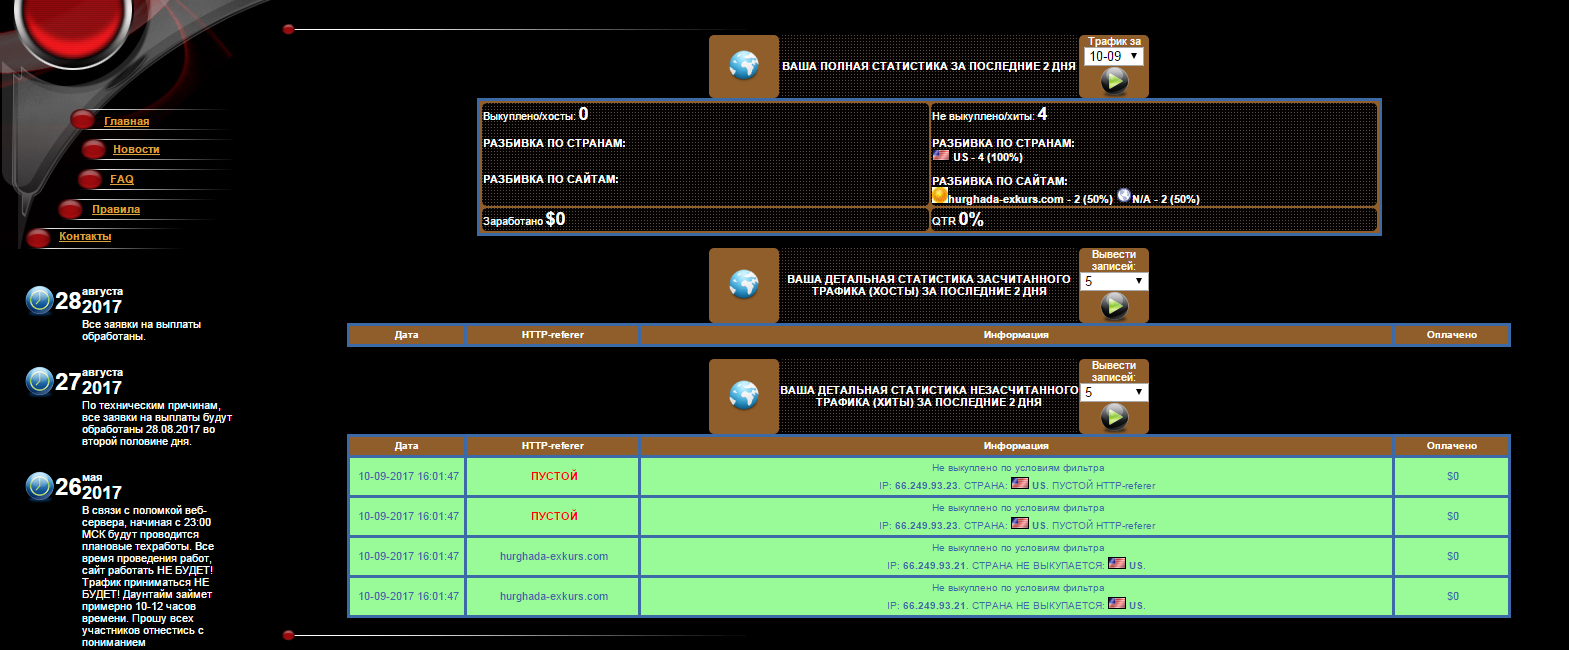 Главная
Новости
FAQ
Правила
Контакты
28 августа
2017
Все заявки на выплаты
обработаны.
27 августа
2017
По техническим причинам,
все заявки на выплаты будут
обработаны 28.08.2017 во
второй половине дня.
26 мая
2017
В связи с поломкой веб-
сервера, начиная с 23:00
МСК будут проводится
плановые техработы. Все
время проведения работ,
сайт работать НЕ БУДЕТ!
Трафик приниматься НЕ
БУДЕТ! Даунтайм займет
примерно 10-12 часов
времени. Прошу всех
участников отнестись с
пониманием
ВАША ПОЛНАЯ СТАТИСТИКА ЗА ПОСЛЕДНИЕ 2 ДНЯ
Трафик за
10-09
Выкуплено/хосты: 0
РАЗБИВКА ПО СТРАНАМ:
РАЗБИВКА ПО САЙТАМ:
Не выкуплено/хиты: 4
РАЗБИВКА ПО СТРАНАМ:
US - 4 (100%)
РАЗБИВКА ПО САЙТАМ:
hurghada-exkurs.com - 2 (50%) N/A - 2 (50%)
Заработано $0
QTR 0%
ВАША ДЕТАЛЬНАЯ СТАТИСТИКА ЗАСЧИТАННОГО
ТРАФИКА (ХОСТЫ) ЗА ПОСЛЕДНИЕ 2 ДНЯ
Вывести
записей:
5
Дата HTTP-referer Информация Оплачено
ВАША ДЕТАЛЬНАЯ СТАТИСТИКА НЕЗАСЧИТАННОГО
ТРАФИКА (ХИТЫ) ЗА ПОСЛЕДНИЕ 2 ДНЯ
Вывести
записей:
5
Дата HTTP-referer Информация Оплачено
10-09-2017 16:01:47 ПУСТОЙ Не выкуплено по условиям фильтра $0
IP: 66.249.93.23. СТРАНА: US. ПУСТОЙ HTTP-referer
10-09-2017 16:01:47 ПУСТОЙ Не выкуплено по условиям фильтра $0
IP: 66.249.93.23. СТРАНА: US. ПУСТОЙ HTTP-referer
10-09-2017 16:01:47 hurghada-exkurs.com Не выкуплено по условиям фильтра $0
IP: 66.249.93.21. СТРАНА НЕ ВЫКУПАЕТСЯ: US.
10-09-2017 16:01:47 hurghada-exkurs.com Не выкуплено по условиям фильтра $0
IP: 66.249.93.21. СТРАНА НЕ ВЫКУПАЕТСЯ: US.